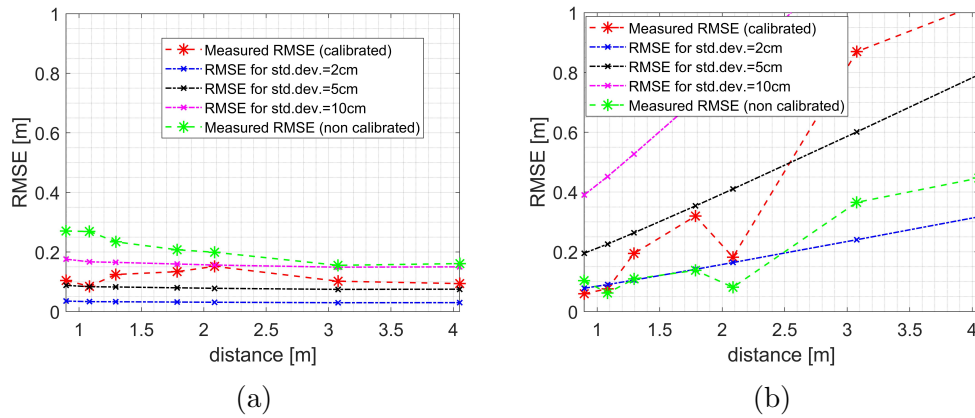 RMSE [m]
1
0.8
0.6
0.4
0.2
0
Measured RMSE (calibrated)
RMSE for std.dev.=2cm
RMSE for std.dev.=5cm
RMSE for std.dev.=10cm
Measured RMSE (non calibrated)
1 1.5 2 2.5 3 3.5 4
distance [m]
(a)
RMSE [m]
1
0.8
0.6
0.4
0.2
0
Measured RMSE (calibrated)
RMSE for std.dev.=2cm
RMSE for std.dev.=5cm
RMSE for std.dev.=10cm
Measured RMSE (non calibrated)
1 1.5 2 2.5 3 3.5 4
distance [m]
(b)